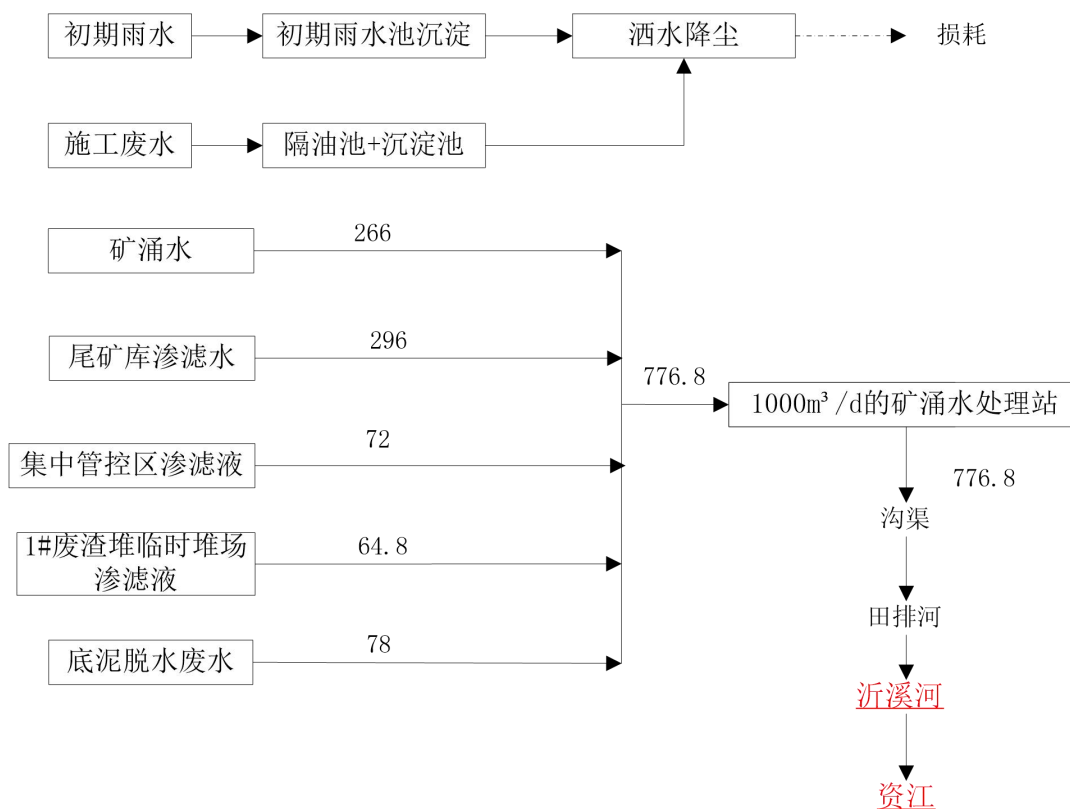 初期雨水
初期雨水池沉淀
洒水降尘
损耗
施工废水
隔油池+沉淀池
矿涌水
266
尾矿库渗滤水
296
776.8
1000m³/d的矿涌水处理站
集中管控区渗滤液
72
776.8
沟渠
1#废渣堆临时堆场
渗滤液
64.8
田排河
底泥脱水废水
78
沂溪河
资江